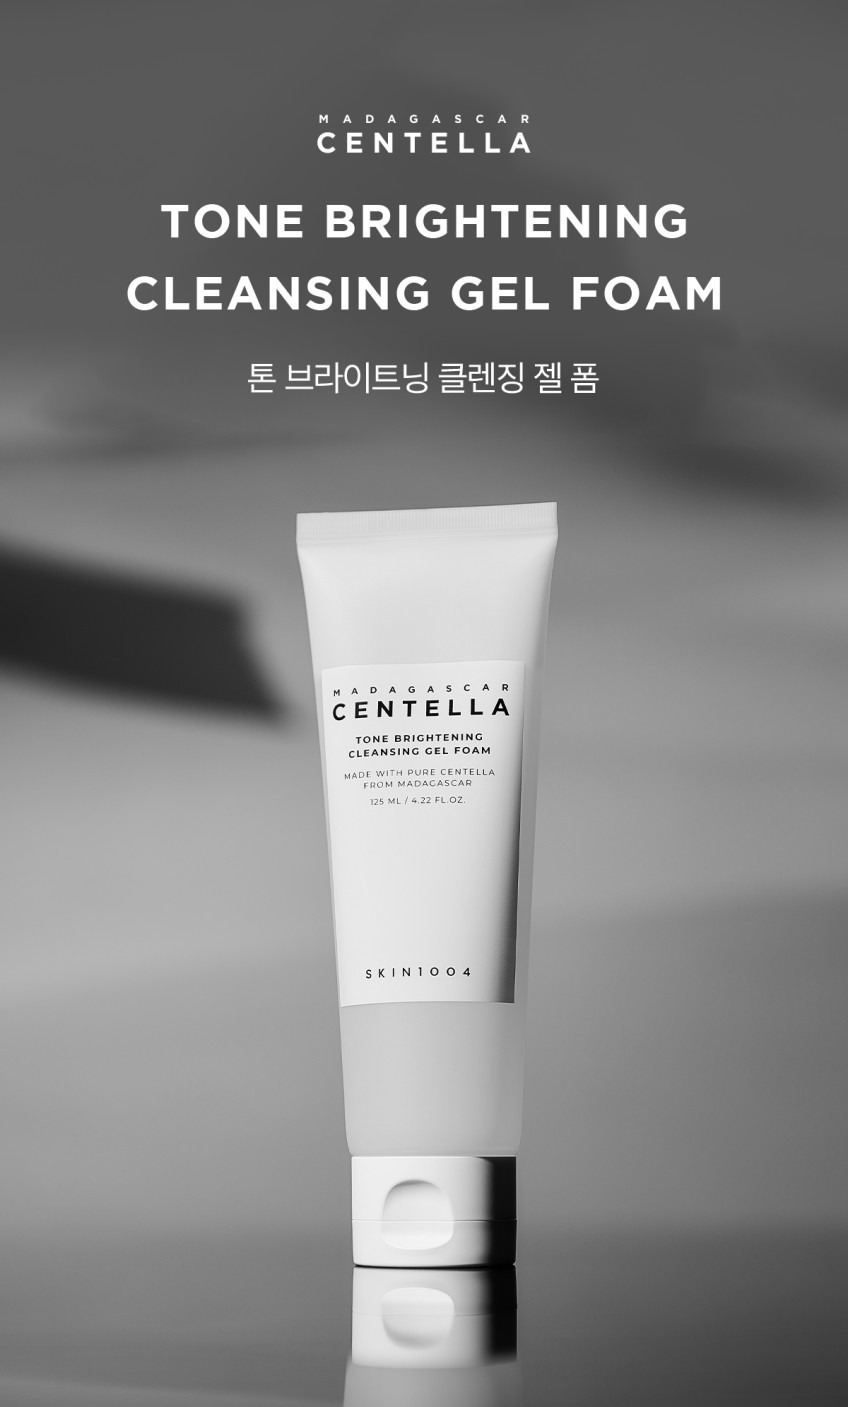 MADAGASCAR
CENTELLA
TONE BRIGHTENING
CLEANSING GEL FOAM
톤 브라이트닝 클렌징 젤 폼
MADAGASCAR
CENTELLA
TONE BRIGHTENING
CLEANSING GEL FOAM
MADE WITH PURE CENTELLA
FROM MADAGASCAR
125 ML / 4.22 FL.OZ.
SKIN1004